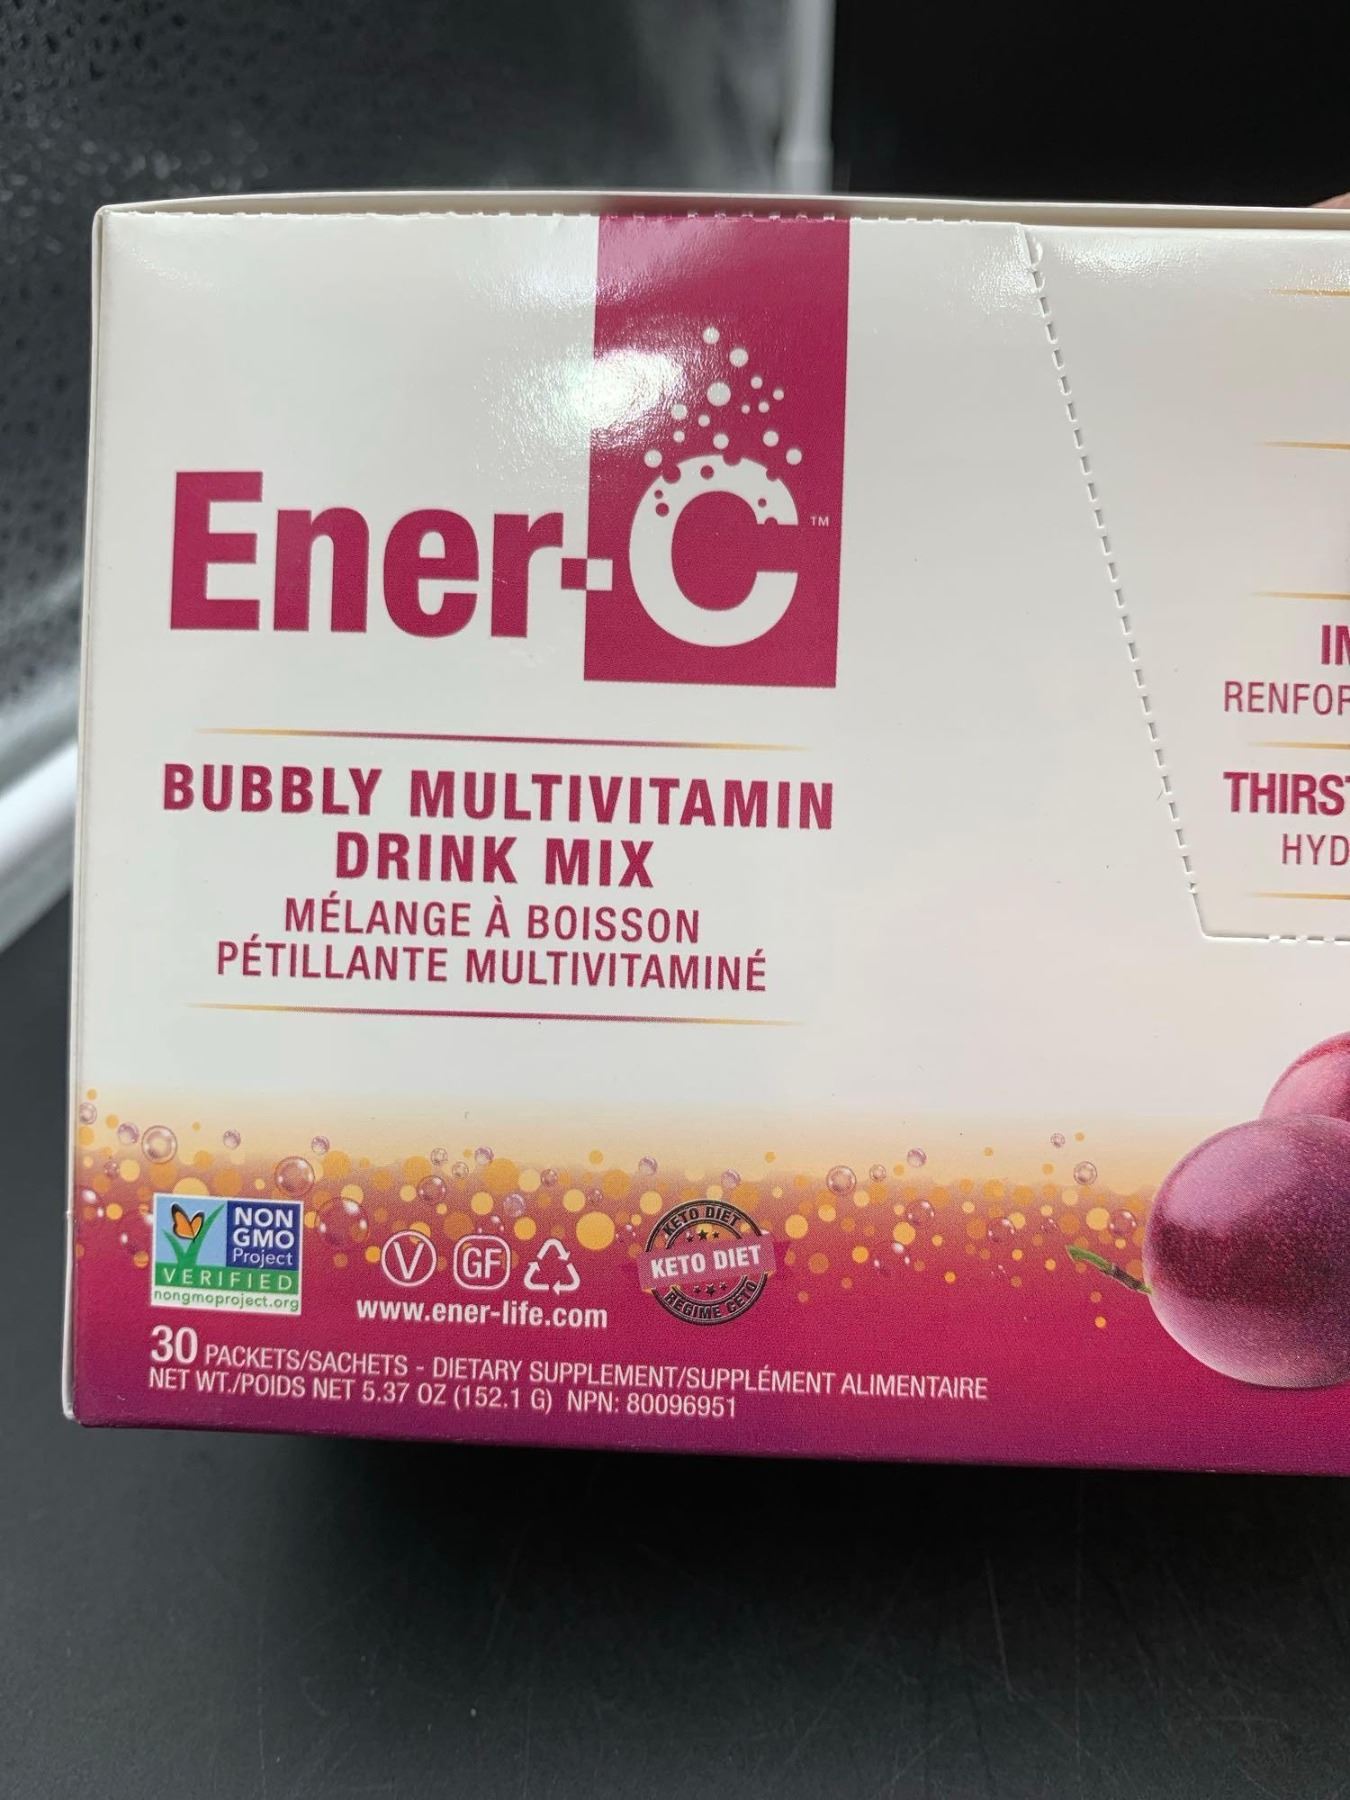 Ener-C™
BUBBLY MULTIVITAMIN
DRINK MIX
MÉLANGE À BOISSON
PÉTILLANTE MULTIVITAMINÉ
RENFOR
THIRST
HYD
NON
GMO
Project
VERIFIED
nongmoproject.org
V
GF
www.ener-life.com
KETO DIET
KETO DIET
REGIME CETO
30 PACKETS/SACHETS - DIETARY SUPPLEMENT/SUPPLÉMENT ALIMENTAIRE
NET WT./POIDS NET 5.37 OZ (152.1 G) NPN: 80096951